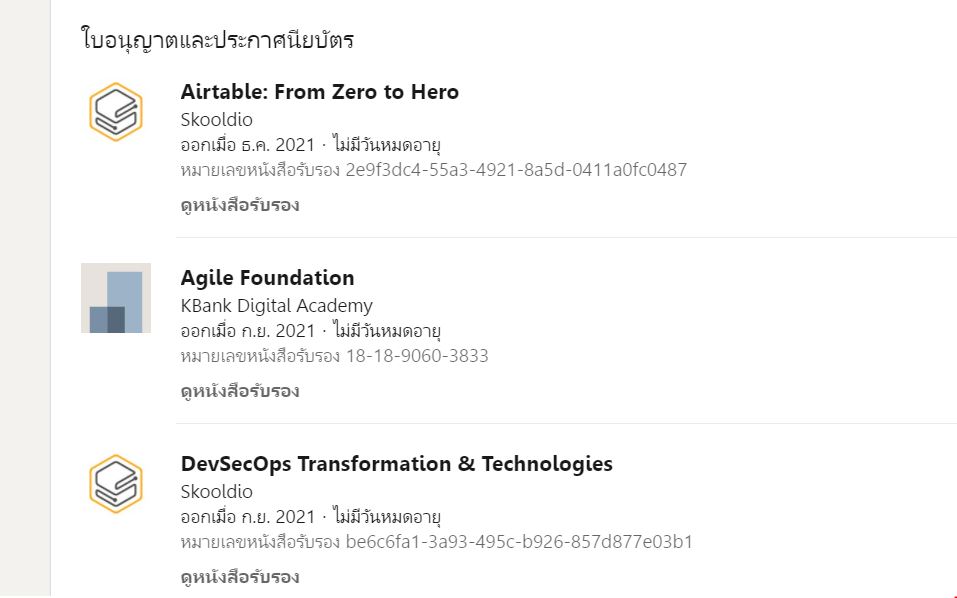 ใบอนุญาตและประกาศนียบัตร
Airtable: From Zero to Hero
Skooldio
ออกเมื่อ ธ.ค. 2021 · ไม่มีวันหมดอายุ
หมายเลขหนังสือรับรอง 2e9f3dc4-55a3-4921-8a5d-0411a0fc0487
ดูหนังสือรับรอง
Agile Foundation
KBank Digital Academy
ออกเมื่อ ก.ย. 2021 · ไม่มีวันหมดอายุ
หมายเลขหนังสือรับรอง 18-18-9060-3833
ดูหนังสือรับรอง
DevSecOps Transformation & Technologies
Skooldio
ออกเมื่อ ก.ย. 2021 · ไม่มีวันหมดอายุ
หมายเลขหนังสือรับรอง be6c6fa1-3a93-495c-b926-857d877e03b1
ดูหนังสือรับรอง